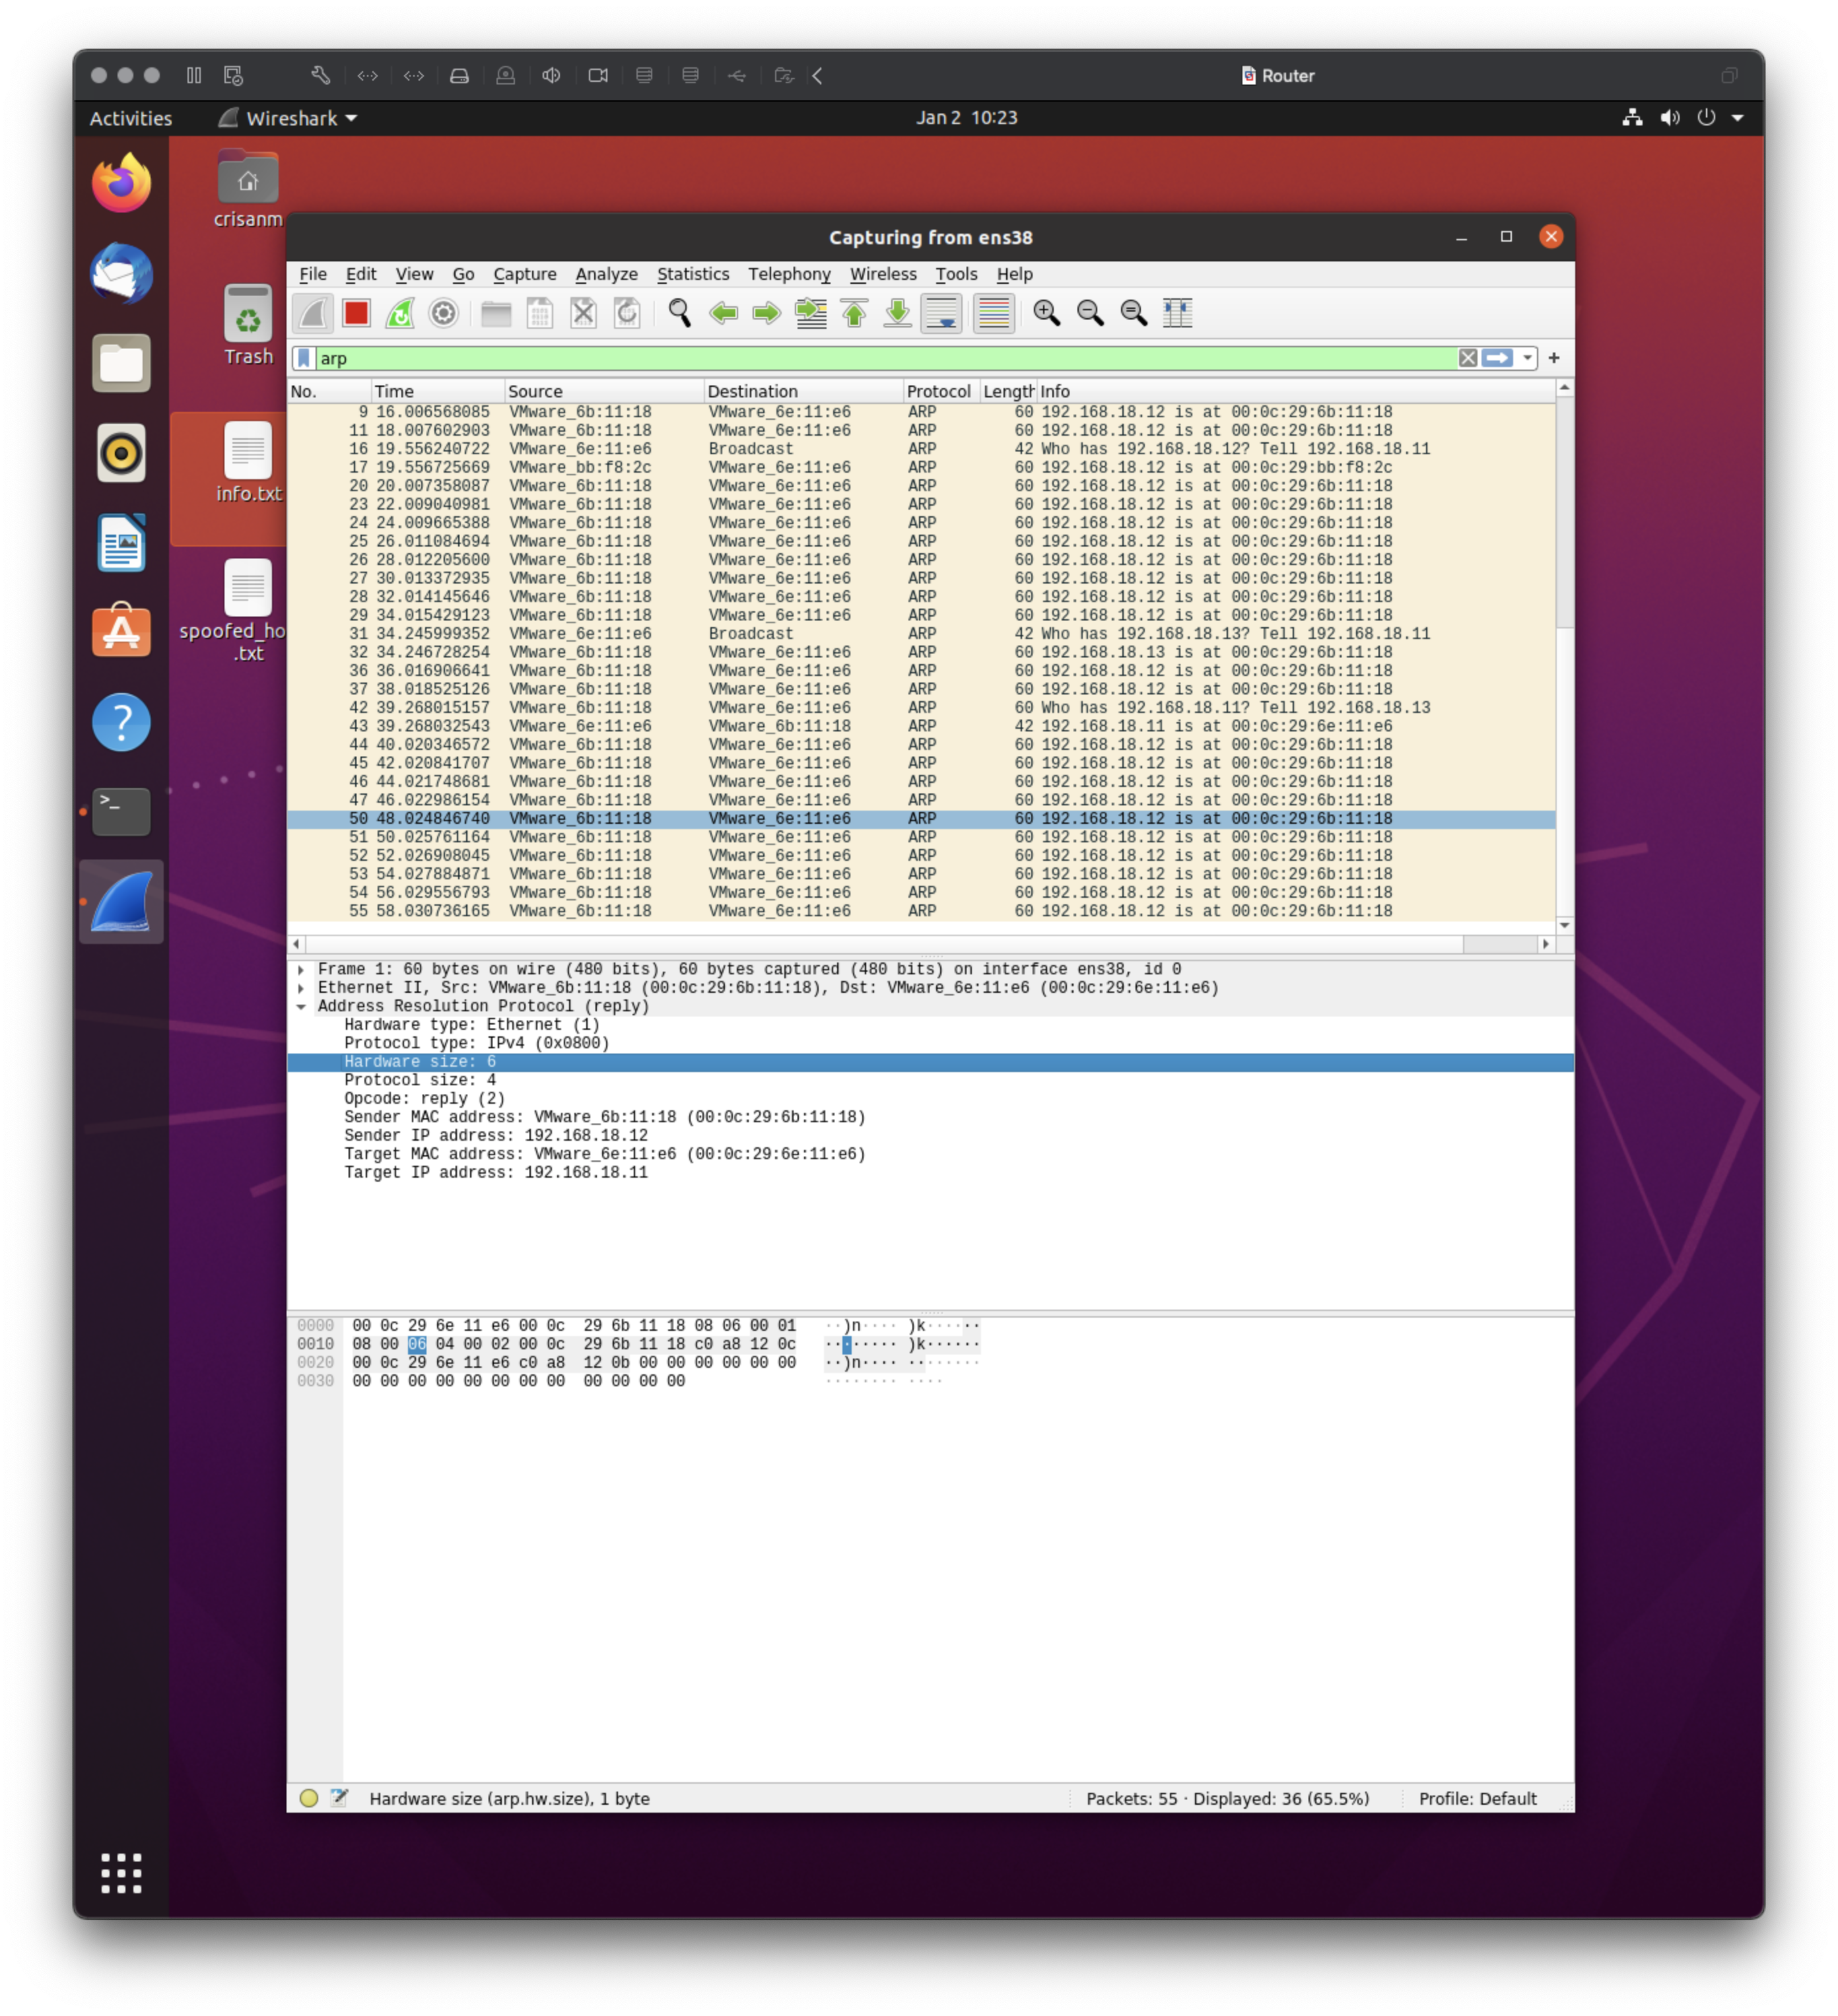 Router
Activities
Wireshark
Jan 2 10:23
crisanm
Trash
info.txt
spoofed_ho
.txt
Capturing from ens38
File Edit View Go Capture Analyze Statistics Telephony Wireless Tools Help
arp
No. Time Source Destination Protocol Length Info
9 16.006568085 VMware_6b:11:18 VMware_6e:11:e6 ARP 60 192.168.18.12 is at 00:0c:29:6b:11:18
11 18.007602903 VMware_6b:11:18 VMware_6e:11:e6 ARP 60 192.168.18.12 is at 00:0c:29:6b:11:18
16 19.556240722 VMware_6e:11:e6 Broadcast ARP 42 Who has 192.168.18.12? Tell 192.168.18.11
17 19.556725669 VMware_bb:f8:2c VMware_6e:11:e6 ARP 60 192.168.18.12 is at 00:0c:29:bb:f8:2c
20 20.007358087 VMware_6b:11:18 VMware_6e:11:e6 ARP 60 192.168.18.12 is at 00:0c:29:6b:11:18
23 22.009040981 VMware_6b:11:18 VMware_6e:11:e6 ARP 60 192.168.18.12 is at 00:0c:29:6b:11:18
24 24.009665388 VMware_6b:11:18 VMware_6e:11:e6 ARP 60 192.168.18.12 is at 00:0c:29:6b:11:18
25 26.011084694 VMware_6b:11:18 VMware_6e:11:e6 ARP 60 192.168.18.12 is at 00:0c:29:6b:11:18
26 28.012205600 VMware_6b:11:18 VMware_6e:11:e6 ARP 60 192.168.18.12 is at 00:0c:29:6b:11:18
27 30.013372935 VMware_6b:11:18 VMware_6e:11:e6 ARP 60 192.168.18.12 is at 00:0c:29:6b:11:18
28 32.014145646 VMware_6b:11:18 VMware_6e:11:e6 ARP 60 192.168.18.12 is at 00:0c:29:6b:11:18
29 34.015429123 VMware_6b:11:18 VMware_6e:11:e6 ARP 60 192.168.18.12 is at 00:0c:29:6b:11:18
31 34.245999352 VMware_6e:11:e6 Broadcast ARP 42 Who has 192.168.18.13? Tell 192.168.18.11
32 34.246728254 VMware_6b:11:18 VMware_6e:11:e6 ARP 60 192.168.18.13 is at 00:0c:29:6b:11:18
36 36.016906641 VMware_6b:11:18 VMware_6e:11:e6 ARP 60 192.168.18.12 is at 00:0c:29:6b:11:18
37 38.018525126 VMware_6b:11:18 VMware_6e:11:e6 ARP 60 192.168.18.12 is at 00:0c:29:6b:11:18
42 39.268015157 VMware_6b:11:18 VMware_6e:11:e6 ARP 60 Who has 192.168.18.11? Tell 192.168.18.13
43 39.268032543 VMware_6e:11:e6 VMware_6b:11:18 ARP 42 192.168.18.11 is at 00:0c:29:6e:11:e6
44 40.020346572 VMware_6b:11:18 VMware_6e:11:e6 ARP 60 192.168.18.12 is at 00:0c:29:6b:11:18
45 42.020841707 VMware_6b:11:18 VMware_6e:11:e6 ARP 60 192.168.18.12 is at 00:0c:29:6b:11:18
46 44.021748681 VMware_6b:11:18 VMware_6e:11:e6 ARP 60 192.168.18.12 is at 00:0c:29:6b:11:18
47 46.022986154 VMware_6b:11:18 VMware_6e:11:e6 ARP 60 192.168.18.12 is at 00:0c:29:6b:11:18
50 48.024846740 VMware_6b:11:18 VMware_6e:11:e6 ARP 60 192.168.18.12 is at 00:0c:29:6b:11:18
51 50.025761164 VMware_6b:11:18 VMware_6e:11:e6 ARP 60 192.168.18.12 is at 00:0c:29:6b:11:18
52 52.026908045 VMware_6b:11:18 VMware_6e:11:e6 ARP 60 192.168.18.12 is at 00:0c:29:6b:11:18
53 54.027884871 VMware_6b:11:18 VMware_6e:11:e6 ARP 60 192.168.18.12 is at 00:0c:29:6b:11:18
54 56.029556793 VMware_6b:11:18 VMware_6e:11:e6 ARP 60 192.168.18.12 is at 00:0c:29:6b:11:18
55 58.030736165 VMware_6b:11:18 VMware_6e:11:e6 ARP 60 192.168.18.12 is at 00:0c:29:6b:11:18
Frame 1: 60 bytes on wire (480 bits), 60 bytes captured (480 bits) on interface ens38, id 0
Ethernet II, Src: VMware_6b:11:18 (00:0c:29:6b:11:18), Dst: VMware_6e:11:e6 (00:0c:29:6e:11:e6)
Address Resolution Protocol (reply)
Hardware type: Ethernet (1)
Protocol type: IPv4 (0x0800)
Hardware size: 6
Protocol size: 4
Opcode: reply (2)
Sender MAC address: VMware_6b:11:18 (00:0c:29:6b:11:18)
Sender IP address: 192.168.18.12
Target MAC address: VMware_6e:11:e6 (00:0c:29:6e:11:e6)
Target IP address: 192.168.18.11
0000 00 0c 29 6e 11 e6 00 0c 29 6b 11 18 08 06 00 01 ··)n···· )k······
0010 08 00 06 04 00 02 00 0c 29 6b 11 18 c0 a8 12 0c ········ )k······
0020 00 0c 29 6e 11 e6 c0 a8 12 0b 00 00 00 00 00 00 ··)n···· ········
0030 00 00 00 00 00 00 00 00 00 00 00 00 ········ ····
Hardware size (arp.hw.size), 1 byte
Packets: 55 · Displayed: 36 (65.5%)
Profile: Default